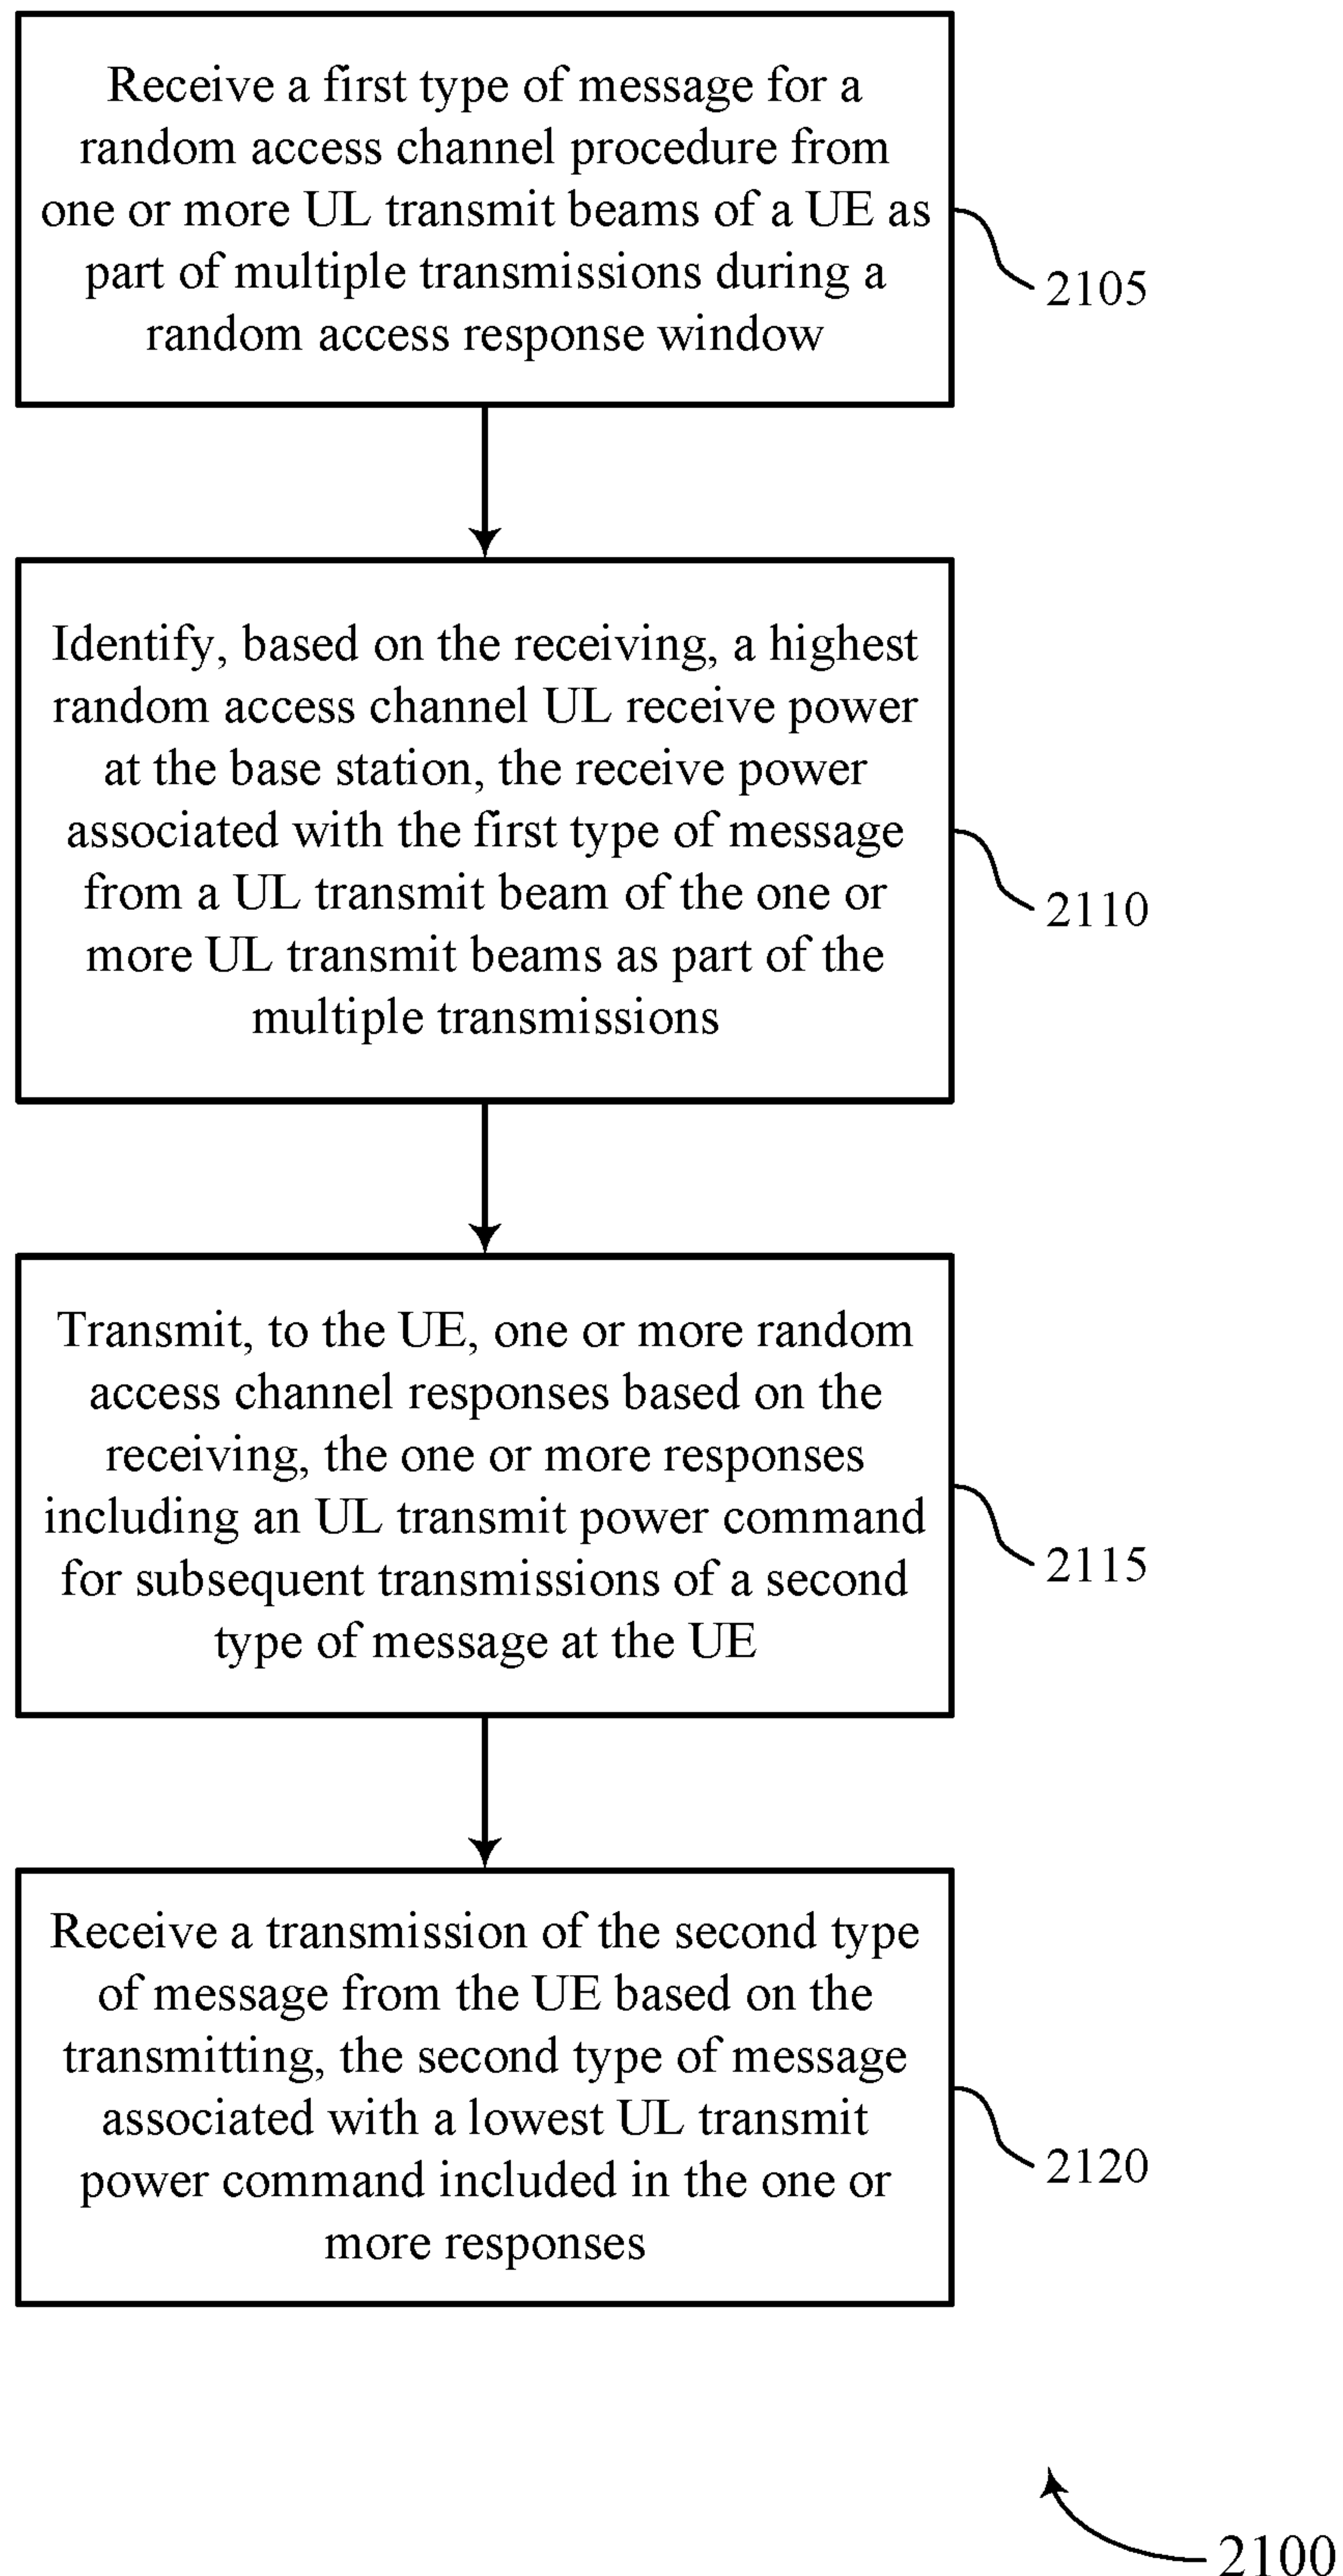 Receive a first type of message for a
random access channel procedure from
one or more UL transmit beams of a UE as
part of multiple transmissions during a
random access response window
2105
Identify, based on the receiving, a highest
random access channel UL receive power
at the base station, the receive power
associated with the first type of message
from a UL transmit beam of the one or
more UL transmit beams as part of the
multiple transmissions
2110
Transmit, to the UE, one or more random
access channel responses based on the
receiving, the one or more responses
including an UL transmit power command
for subsequent transmissions of a second
type of message at the UE
2115
Receive a transmission of the second type
of message from the UE based on the
transmitting, the second type of message
associated with a lowest UL transmit
power command included in the one or
more responses
2120
2100